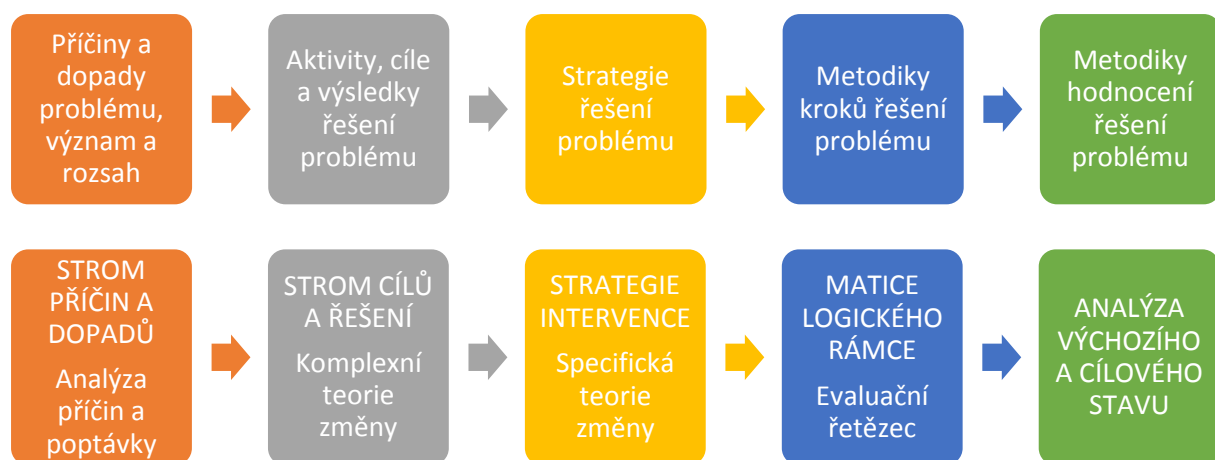 Příčiny a
dopady
problému,
význam a
rozsah
Aktivity, cíle
a výsledky
řešení
problému
Strategie
řešení
problému
Metodiky
kroků řešení
problému
Metodiky
hodnocení
řešení
problému
STROM
PŘÍČIN A
DOPADŮ
Analýza
příčin a
poptávky
STROM CÍLŮ
A ŘEŠENÍ
Komplexní
teorie
změny
STRATEGIE
INTERVENCE
Specifická
teorie
změny
MATICE
LOGICKÉHO
RÁMCE
Evaluační
řetězec
ANALÝZA
VÝCHOZÍHO
A CÍLOVÉHO
STAVU